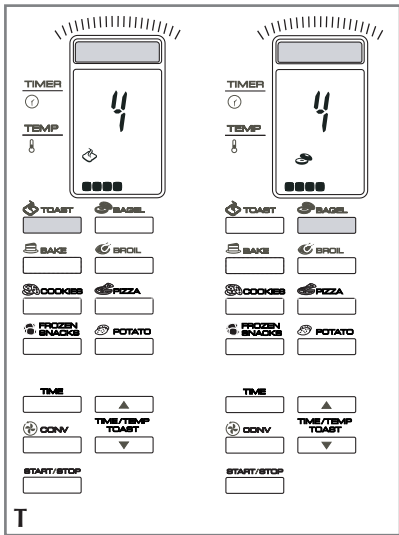 TIMER
4
TEMP
TOAST BAGEL
BAKE BROIL
COOKIES PIZZA
FROZEN
SNACKS
POTATO
TIME
CONV
TIME/TEMP
TOAST
START/STOP
TIMER
4
TEMP
TOAST BAGEL
BAKE BROIL
COOKIES PIZZA
FROZEN
SNACKS
POTATO
TIME
CONV
TIME/TEMP
TOAST
START/STOP
T